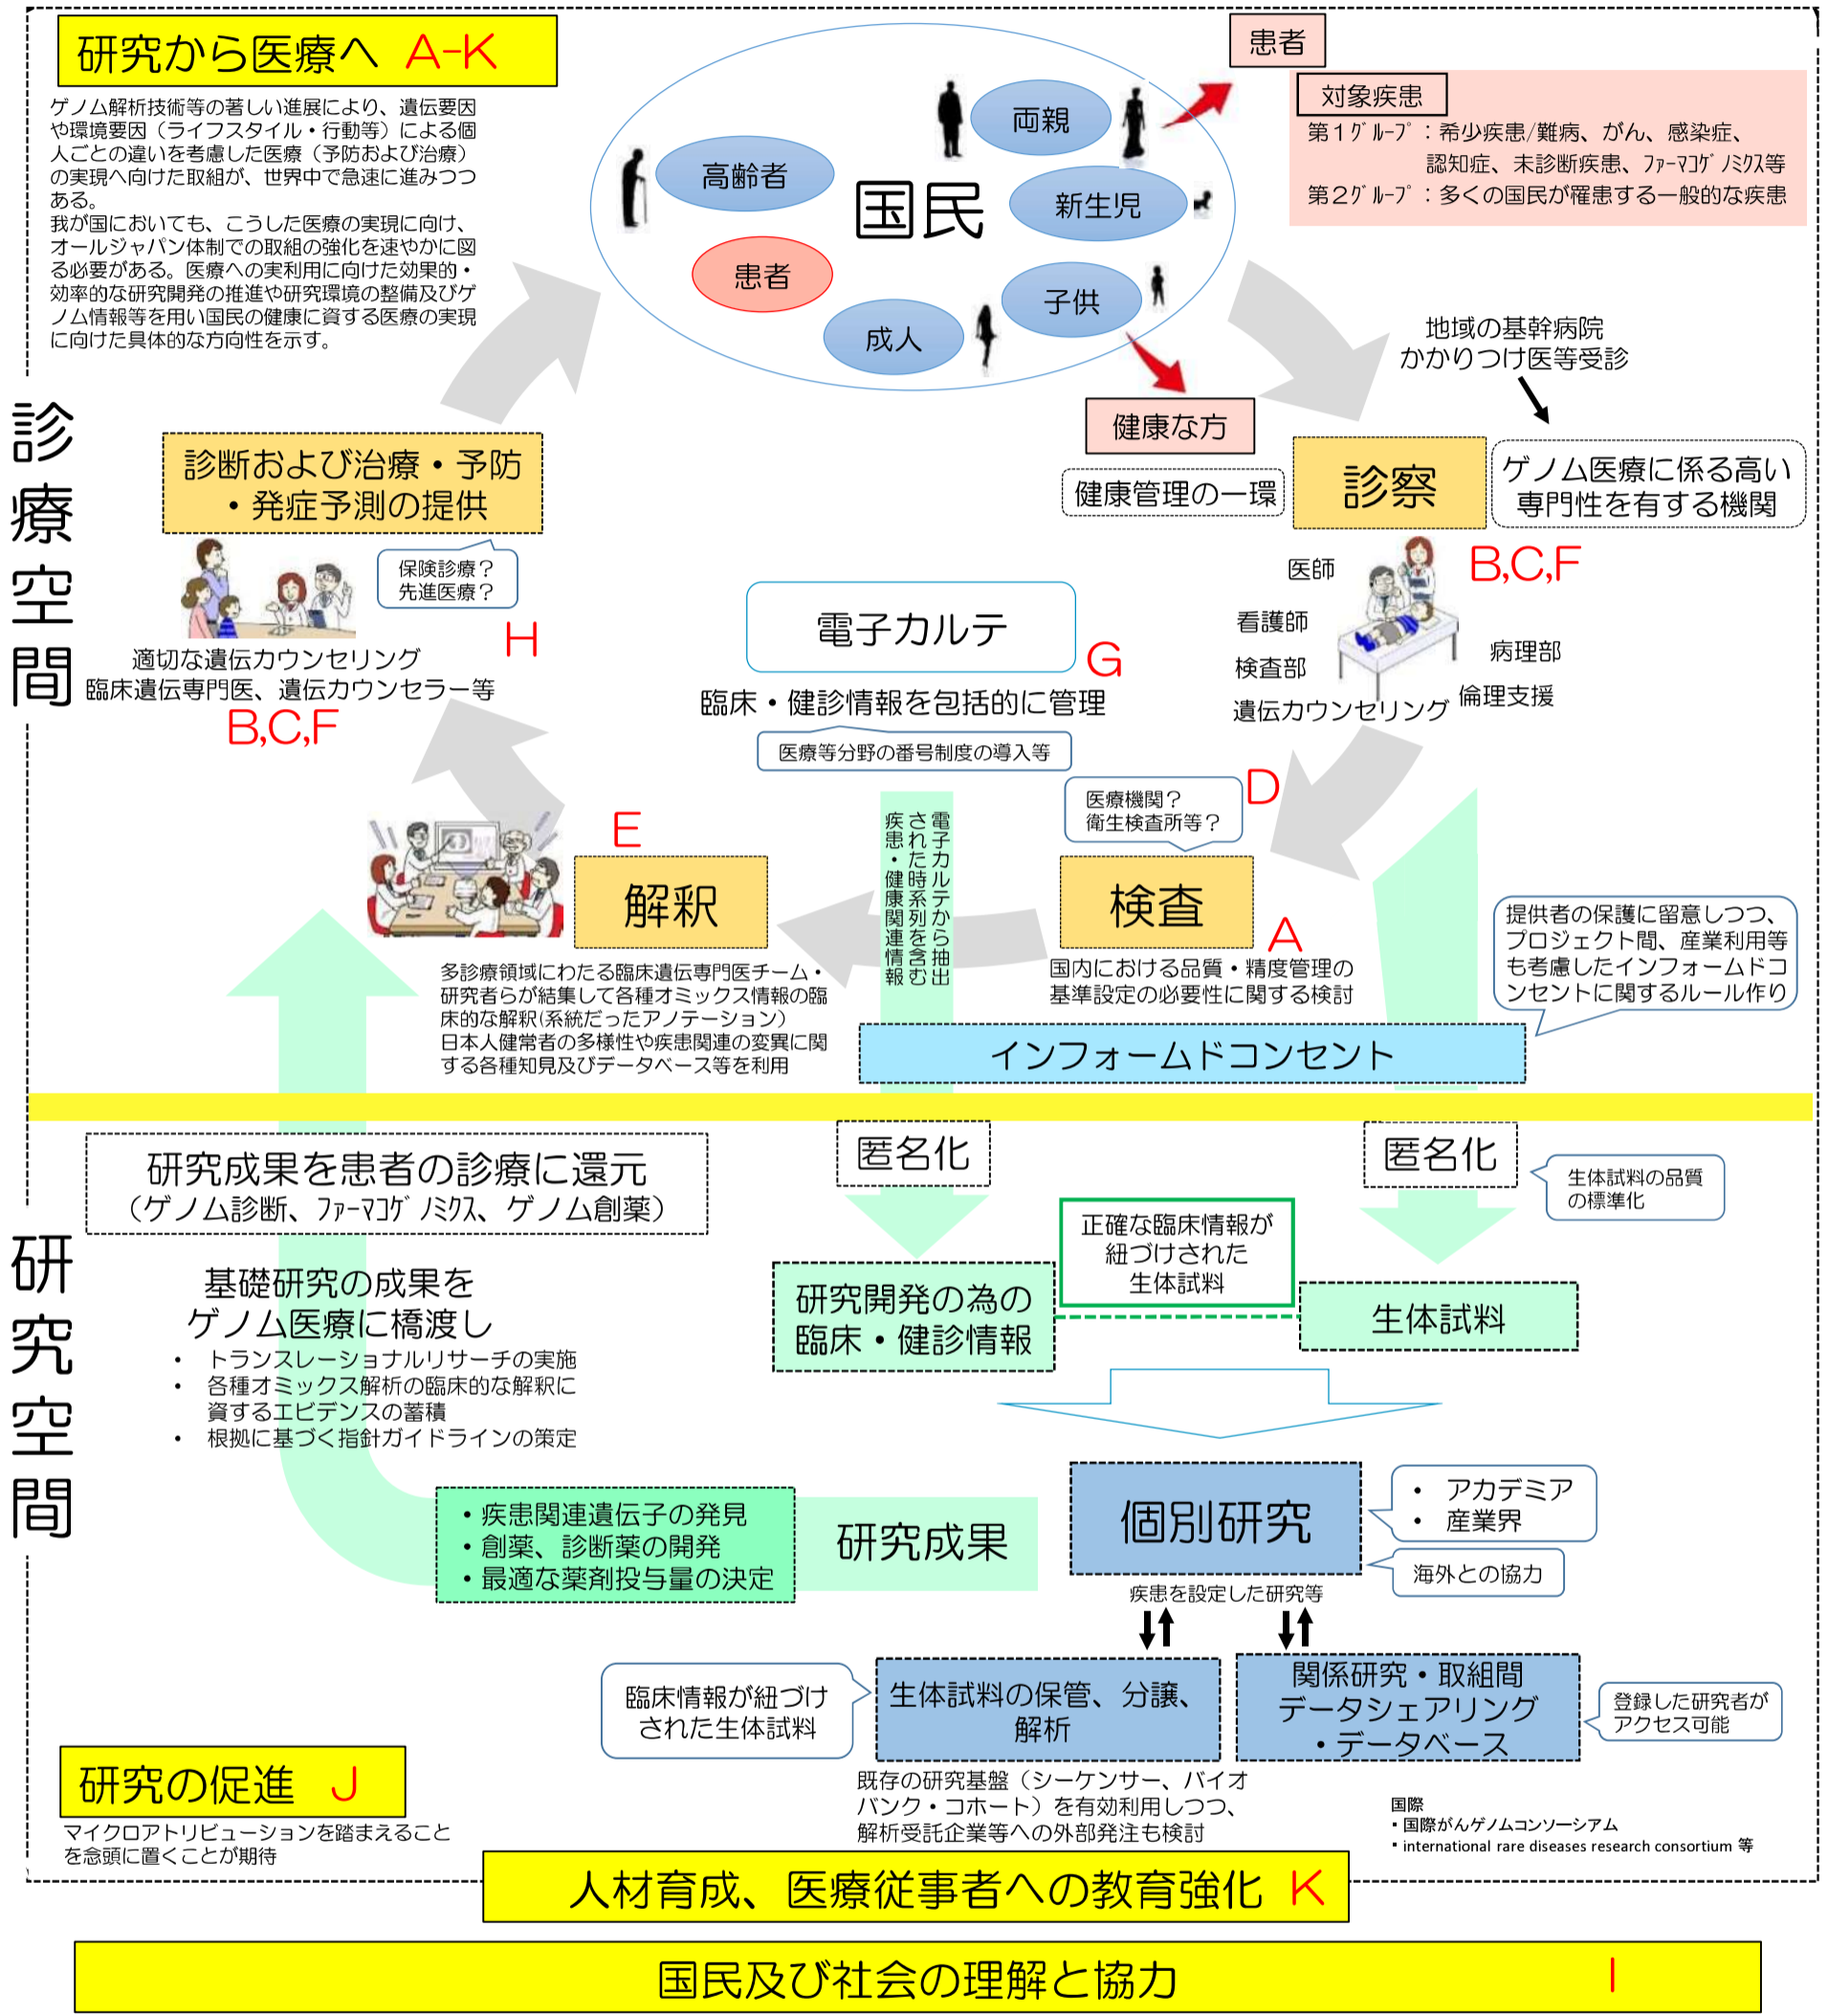 研究から医療へ A-K
ゲノム解析技術等の著しい進展により、遺伝要因
や環境要因（ライフスタイル・行動等）による個
人ごとの違いを考慮した医療（予防および治療）
の実現へ向けた取組が、世界中で急速に進みつつ
ある。
我が国においても、こうした医療の実現に向け、
オールジャパン体制での取組の強化を速やかに図
る必要がある。医療への実利用に向けた効果的・
効率的な研究開発の推進や研究環境の整備及びゲ
ノム情報等を用い国民の健康に資する医療の実現
に向けた具体的な方向性を示す。
国民
高齢者
両親
新生児
患者
子供
成人
患者
対象疾患
第１ｸﾞﾙｰﾌﾟ：希少疾患/難病、がん、感染症、
認知症、未診断疾患、ﾌｧｰﾏｺｹﾞﾉﾐｸｽ等
第２ｸﾞﾙｰﾌﾟ：多くの国民が罹患する一般的な疾患
地域の基幹病院
かかりつけ医等受診
健康な方
健康管理の一環
診察
ゲノム医療に係る高い
専門性を有する機関
B,C,F
医師
看護師
検査部
遺伝カウンセリング
病理部
倫理支援
診療空間
診断および治療・予防
・発症予測の提供
保険診療？
先進医療？
H
適切な遺伝カウンセリング
臨床遺伝専門医、遺伝カウンセラー等
B,C,F
電子カルテ
G
臨床・健診情報を包括的に管理
医療等分野の番号制度の導入等
電子カルテから抽出
された時系列を含む
疾患・健康関連情報
医療機関？
衛生検査所等？
D
検査
A
国内における品質・精度管理の
基準設定の必要性に関する検討
E
解釈
多診療領域にわたる臨床遺伝専門医チーム・
研究者らが結集して各種オミックス情報の臨
床的な解釈(系統だったアノテーション）
日本人健常者の多様性や疾患関連の変異に関
する各種知見及びデータベース等を利用
提供者の保護に留意しつつ、
プロジェクト間、産業利用等
も考慮したインフォームドコ
ンセントに関するルール作り
インフォームドコンセント
研究空間
研究成果を患者の診療に還元
（ゲノム診断、ﾌｧｰﾏｺｹﾞﾉﾐｸｽ、ゲノム創薬）
匿名化
匿名化
生体試料の品質
の標準化
正確な臨床情報が
紐づけされた
生体試料
研究開発の為の
臨床・健診情報
生体試料
基礎研究の成果を
ゲノム医療に橋渡し
・ トランスレーショナルリサーチの実施
・ 各種オミックス解析の臨床的な解釈に
資するエビデンスの蓄積
・ 根拠に基づく指針ガイドラインの策定
・疾患関連遺伝子の発見
・創薬、診断薬の開発
・最適な薬剤投与量の決定
研究成果
個別研究
・ アカデミア
・ 産業界
海外との協力
疾患を設定した研究等
臨床情報が紐づけ
された生体試料
生体試料の保管、分譲、
解析
関係研究・取組間
データシェアリング
・データベース
登録した研究者が
アクセス可能
既存の研究基盤（シーケンサー、バイオ
バンク・コホート）を有効利用しつつ、
解析受託企業等への外部発注も検討
国際
・国際がんゲノムコンソーシアム
・international rare diseases research consortium 等
研究の促進 J
マイクロアトリビューションを踏まえること
を念頭に置くことが期待
人材育成、医療従事者への教育強化 K
国民及び社会の理解と協力 I